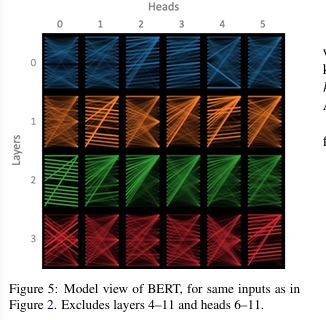 Heads
0 1 2 3 4 5
Layers
0
1
2
3
Figure 5: Model view of BERT, for same inputs as in
Figure 2. Excludes layers 4–11 and heads 6–11.